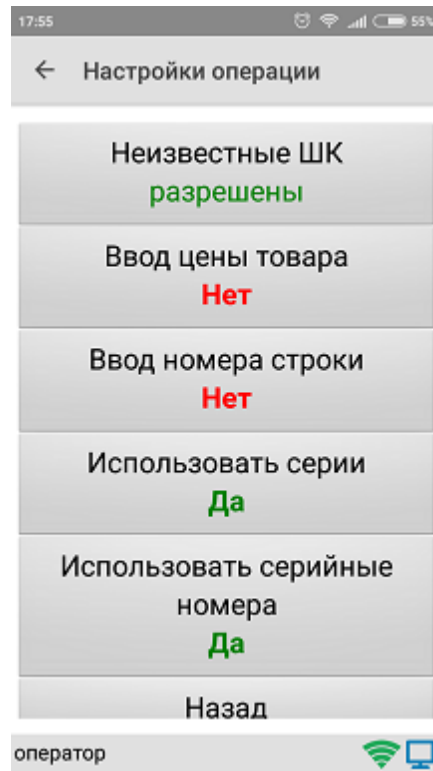 17:55 55%
Настройки операции
Неизвестные ШК
разрешены
Ввод цены товара
Нет
Ввод номера строки
Нет
Использовать серии
Да
Использовать серийные
номера
Да
Назад
оператор